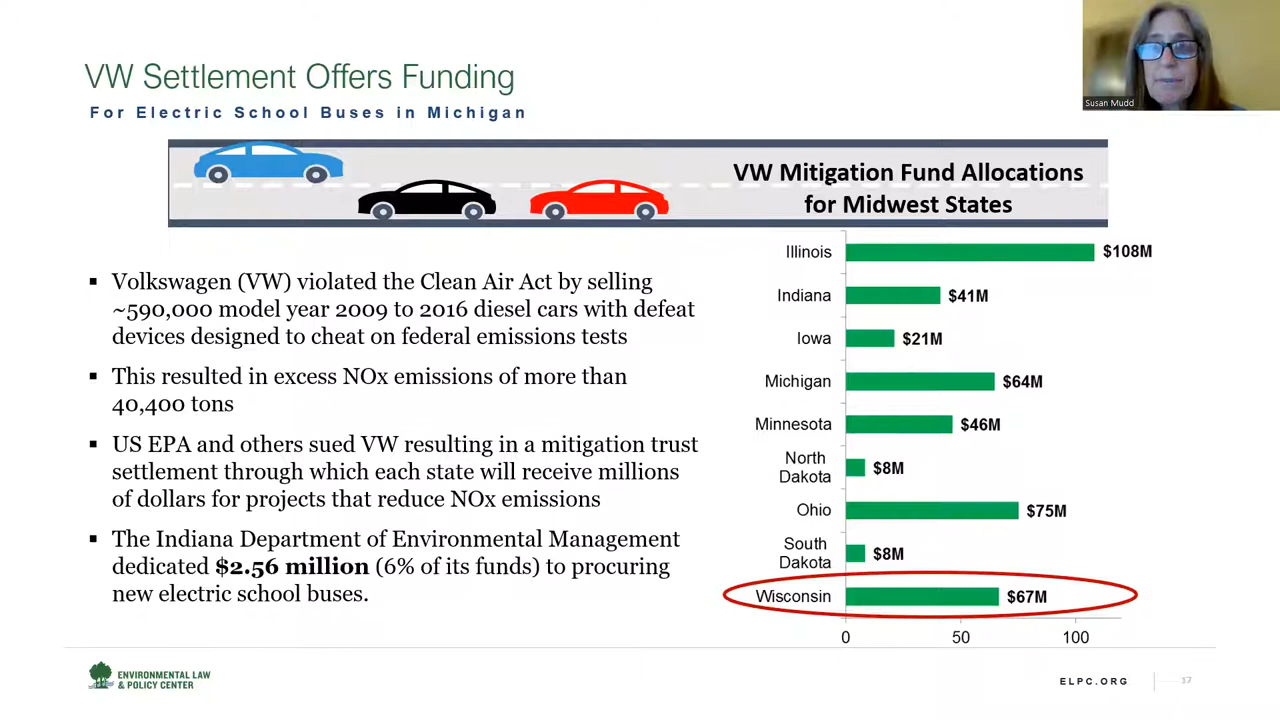 VW Settlement Offers Funding
For Electric School Buses in Michigan
Susan Mudd
VW Mitigation Fund Allocations
for Midwest States
▪ Volkswagen (VW) violated the Clean Air Act by selling
~590,000 model year 2009 to 2016 diesel cars with defeat
devices designed to cheat on federal emissions tests
▪ This resulted in excess NOx emissions of more than
40,400 tons
▪ US EPA and others sued VW resulting in a mitigation trust
settlement through which each state will receive millions
of dollars for projects that reduce NOx emissions
▪ The Indiana Department of Environmental Management
dedicated $2.56 million (6% of its funds) to procuring
new electric school buses.
Illinois $108M
Indiana $41M
Iowa $21M
Michigan $64M
Minnesota $46M
North
Dakota $8M
Ohio $75M
South
Dakota $8M
Wisconsin $67M
0 50 100
ENVIRONMENTAL LAW
& POLICY CENTER
ELPC.ORG 17